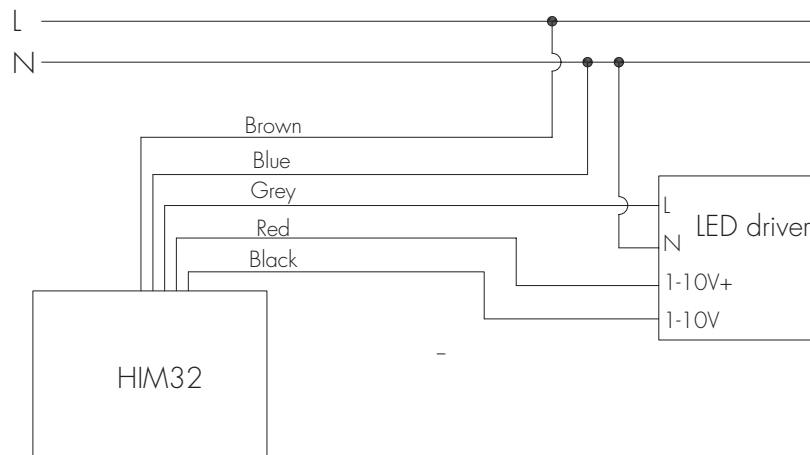 L
N
Brown
Blue
Grey
Red
Black
L
LED driver
N
1-10V+
1-10V
–
HIM32